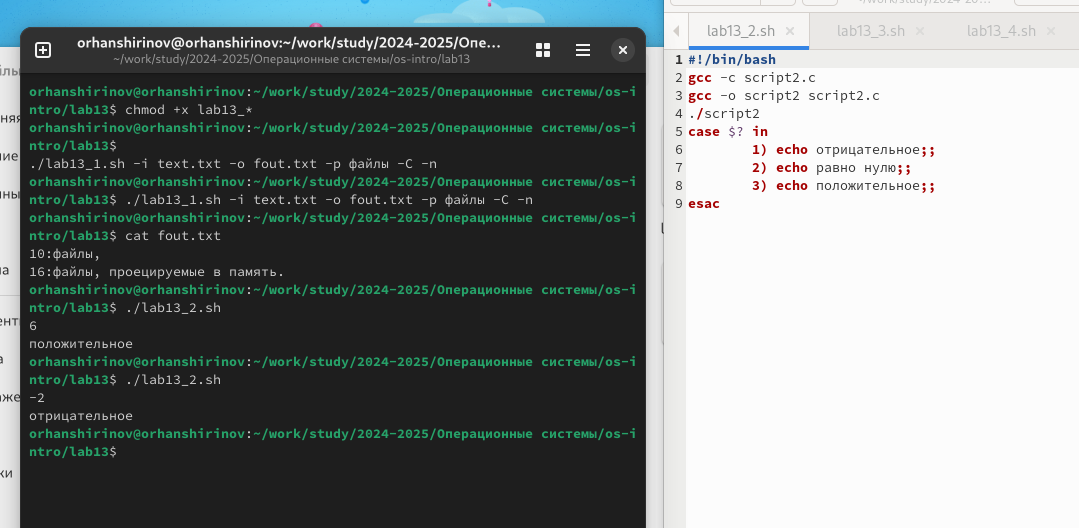 orhanshirinov@orhanshirinov:~/work/study/2024-2025/Опе...
~/work/study/2024-2025/Операционные системы/os-intro/lab13
orhanshirinov@orhanshirinov:~/work/study/2024-2025/Операционные системы/os-i
ntro/lab13$ chmod +x lab13_*
orhanshirinov@orhanshirinov:~/work/study/2024-2025/Операционные системы/os-i
ntro/lab13$
./lab13_1.sh -i text.txt -o fout.txt -p файлы -C -n
orhanshirinov@orhanshirinov:~/work/study/2024-2025/Операционные системы/os-i
ntro/lab13$ ./lab13_1.sh -i text.txt -o fout.txt -p файлы -C -n
orhanshirinov@orhanshirinov:~/work/study/2024-2025/Операционные системы/os-i
ntro/lab13$ cat fout.txt
10:файлы,
16:файлы, проецируемые в память.
orhanshirinov@orhanshirinov:~/work/study/2024-2025/Операционные системы/os-i
ntro/lab13$ ./lab13_2.sh
6
положительное
orhanshirinov@orhanshirinov:~/work/study/2024-2025/Операционные системы/os-i
ntro/lab13$ ./lab13_2.sh
-2
отрицательное
orhanshirinov@orhanshirinov:~/work/study/2024-2025/Операционные системы/os-i
ntro/lab13$
lab13_2.sh × lab13_3.sh × lab13_4.sh ×
1 #!/bin/bash
2 gcc -c script2.c
3 gcc -o script2 script2.c
4 ./script2
5 case $? in
6 1) echo отрицательное;;
7 2) echo равно нулю;;
8 3) echo положительное;;
9 esac